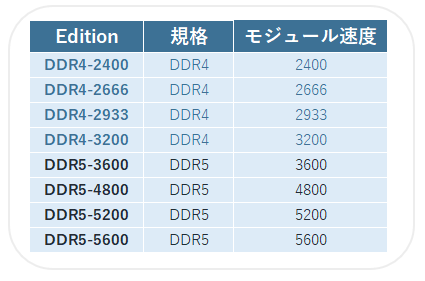 Edition 規格 モジュール速度
DDR4-2400 DDR4 2400
DDR4-2666 DDR4 2666
DDR4-2933 DDR4 2933
DDR4-3200 DDR4 3200
DDR5-3600 DDR5 3600
DDR5-4800 DDR5 4800
DDR5-5200 DDR5 5200
DDR5-5600 DDR5 5600